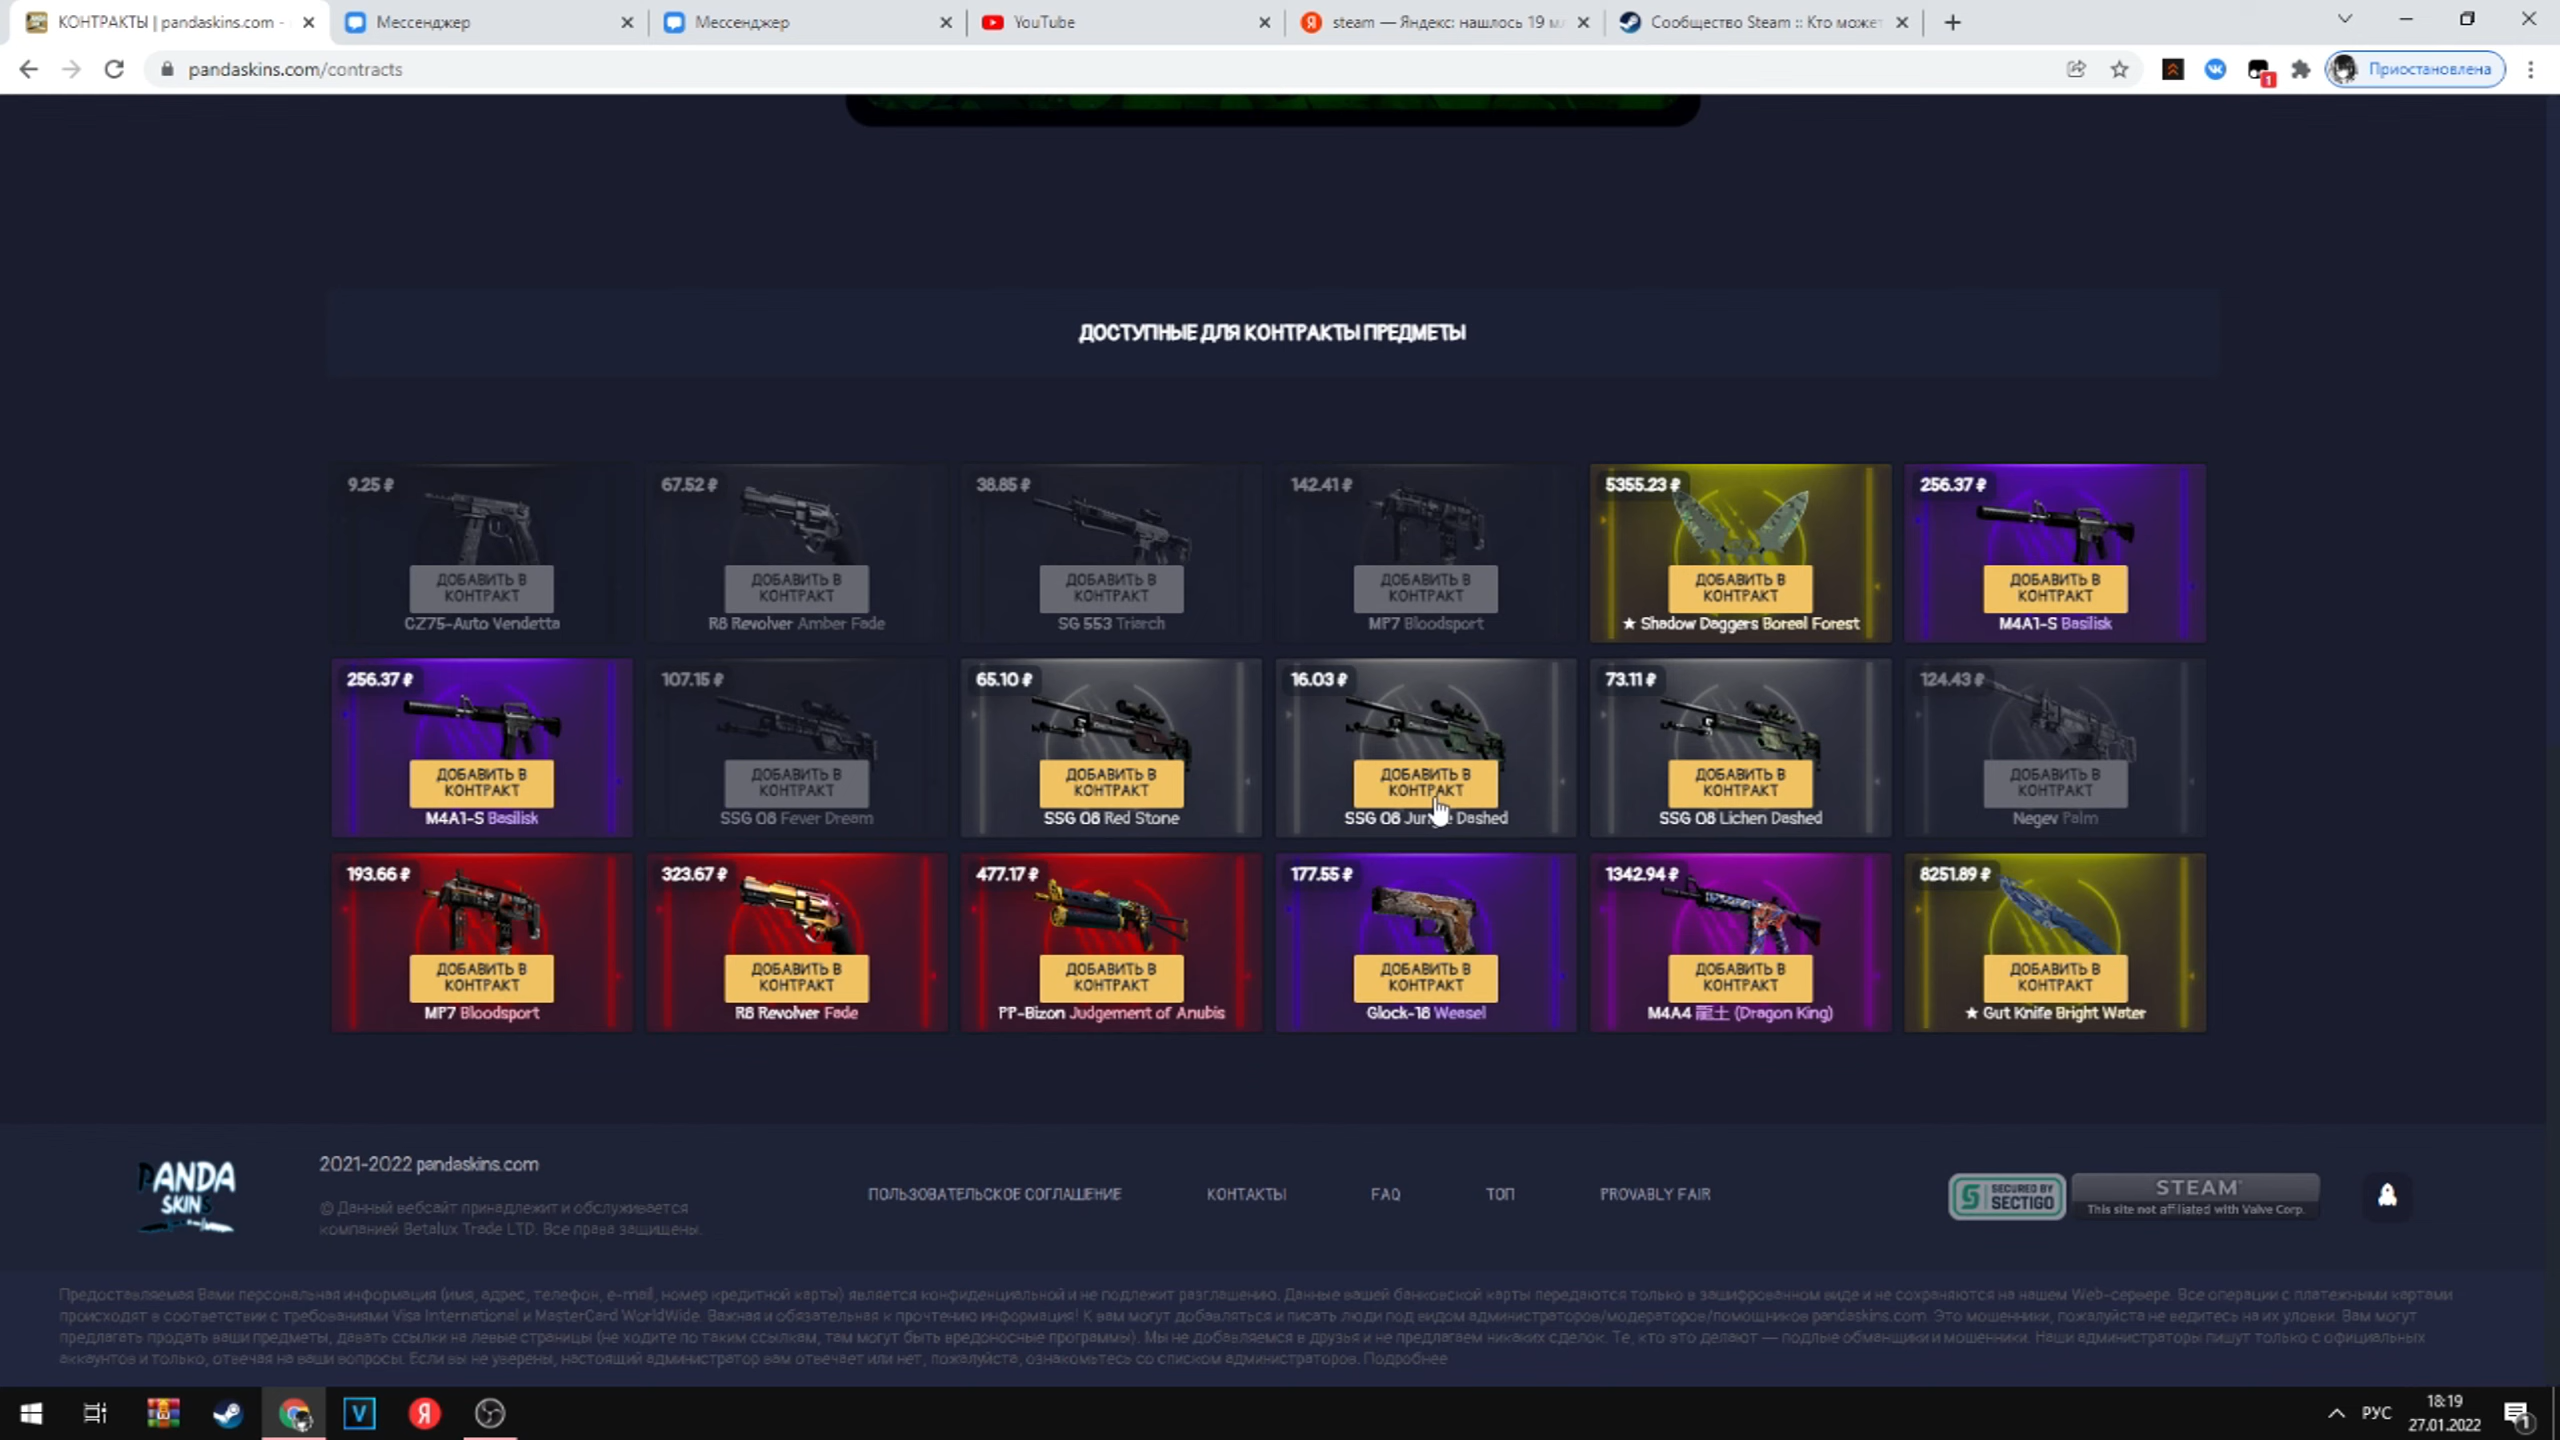 КОНТРАКТЫ | pandaskins.com -
Мессенджер
Мессенджер
YouTube
steam — Яндекс: нашлось 19 м
Сообщество Steam :: Кто может
pandaskins.com/contracts
1
Приостановлена
ДОСТУПНЫЕ ДЛЯ КОНТРАКТЫ ПРЕДМЕТЫ
9.25 ₽
ДОБАВИТЬ В
КОНТРАКТ
CZ75-Auto Vendetta
67.52 ₽
ДОБАВИТЬ В
КОНТРАКТ
R8 Revolver Amber Fade
38.85 ₽
ДОБАВИТЬ В
КОНТРАКТ
SG 553 Triarch
142.41 ₽
ДОБАВИТЬ В
КОНТРАКТ
MP7 Bloodsport
5355.23 ₽
ДОБАВИТЬ В
КОНТРАКТ
★ Shadow Daggers Boreal Forest
256.37 ₽
ДОБАВИТЬ В
КОНТРАКТ
M4A1-S Basilisk
256.37 ₽
ДОБАВИТЬ В
КОНТРАКТ
M4A1-S Basilisk
107.15 ₽
ДОБАВИТЬ В
КОНТРАКТ
SSG 08 Fever Dream
65.10 ₽
ДОБАВИТЬ В
КОНТРАКТ
SSG 08 Red Stone
16.03 ₽
ДОБАВИТЬ В
КОНТРАКТ
SSG 08 Dashed
73.11 ₽
ДОБАВИТЬ В
КОНТРАКТ
SSG 08 Lichen Dashed
124.43 ₽
ДОБАВИТЬ В
КОНТРАКТ
Negev Palm
193.66 ₽
ДОБАВИТЬ В
КОНТРАКТ
MP7 Bloodsport
323.67 ₽
ДОБАВИТЬ В
КОНТРАКТ
R8 Revolver Fade
477.17 ₽
ДОБАВИТЬ В
КОНТРАКТ
PP-Bizon Judgement of Anubis
177.55 ₽
ДОБАВИТЬ В
КОНТРАКТ
Glock-18 Weasel
1342.94 ₽
ДОБАВИТЬ В
КОНТРАКТ
M4A4 龍王 (Dragon King)
8251.89 ₽
ДОБАВИТЬ В
КОНТРАКТ
★ Gut Knife Bright Water
PANDA
SKINS
2021-2022 pandaskins.com
© Данный вебсайт принадлежит и обслуживается
компанией Betalux Trade LTD. Все права защищены.
ПОЛЬЗОВАТЕЛЬСКОЕ СОГЛАШЕНИЕ
КОНТАКТЫ
FAQ
ТОП
PROVABLY FAIR
SECURED BY
SECTIGO
STEAM
This site not affiliated with Valve Corp.
Предоставляемая Вами персональная информация (имя, адрес, телефон, e-mail, номер кредитной карты) является конфиденциальной и не подлежит разглашению. Данные вашей банковской карты передаются только в зашифрованном виде и не сохраняются на нашем Web-сервере. Все операции с платежными картами
происходят в соответствии с требованиями Visa International и MasterCard WorldWide. Важная и обязательная к прочтению информация! К вам могут добавляться и писать люди под видом администраторов/модераторов/помощников pandaskins.com. Это мошенники, пожалуйста не ведитесь на их уловки. Вам могут
предлагать продать ваши предметы, давать ссылки на левые страницы (не ходите по таким ссылкам, там могут быть вредоносные программы). Мы не добавляемся в друзья и не предлагаем никаких сделок. Те, кто это делают — подлые обманщики и мошенники. Наши администраторы пишут только с официальных
аккаунтов и только, отвечая на ваши вопросы. Если вы не уверены, настоящий администратор вам отвечает или нет, пожалуйста, ознакомьтесь со списком администраторов. Подробнее
V
Я
РУС
18:19
27.01.2022
1